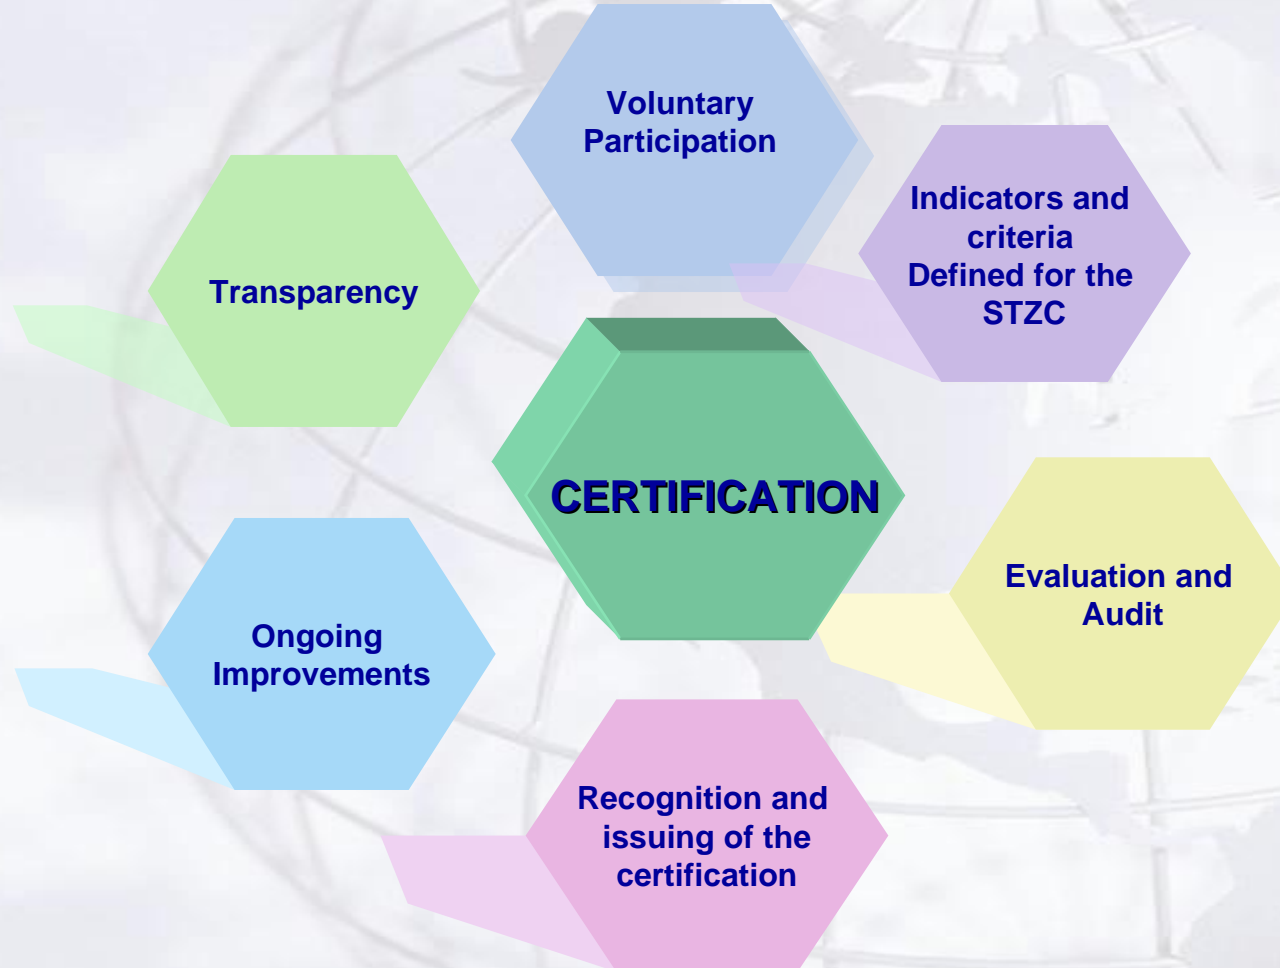 Voluntary
Participation
Indicators and
criteria
Defined for the
STZC
Transparency
CERTIFICATION
Evaluation and
Audit
Ongoing
Improvements
Recognition and
issuing of the
certification